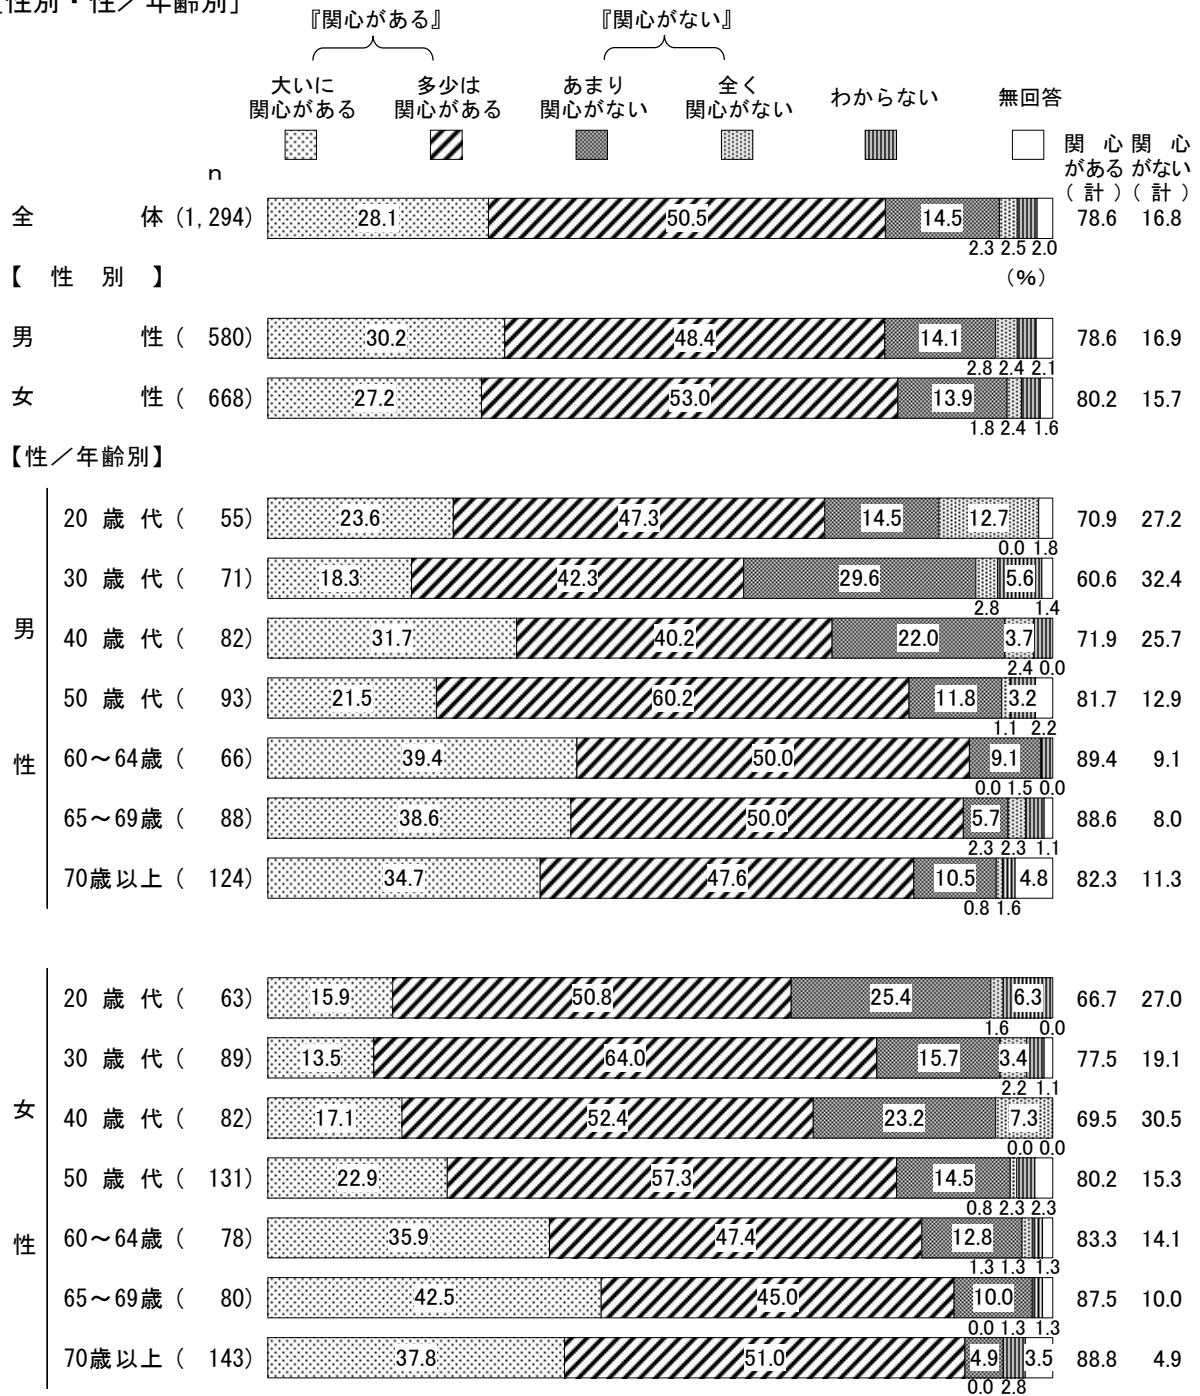 [性別・性／年齢別]
『関心がある』 『関心がない』
大いに 多少は あまり 全く わからない 無回答
関心がある 関心がある 関心がない 関心がない
関 心 関 心
がある がない
n (計) (計)
全 体 (1,294) 28.1 50.5 14.5 78.6 16.8
2.3 2.5 2.0
【 性 別 】 (%)
男 性 ( 580) 30.2 48.4 14.1 78.6 16.9
2.8 2.4 2.1
女 性 ( 668) 27.2 53.0 13.9 80.2 15.7
1.8 2.4 1.6
【性／年齢別】
男性
20 歳 代 ( 55) 23.6 47.3 14.5 12.7 70.9 27.2
0.0 1.8
30 歳 代 ( 71) 18.3 42.3 29.6 5.6 60.6 32.4
2.8 1.4
40 歳 代 ( 82) 31.7 40.2 22.0 3.7 71.9 25.7
2.4 0.0
50 歳 代 ( 93) 21.5 60.2 11.8 3.2 81.7 12.9
1.1 2.2
60～64歳 ( 66) 39.4 50.0 9.1 89.4 9.1
0.0 1.5 0.0
65～69歳 ( 88) 38.6 50.0 5.7 88.6 8.0
2.3 2.3 1.1
70歳以上 ( 124) 34.7 47.6 10.5 4.8 82.3 11.3
0.8 1.6
女性
20 歳 代 ( 63) 15.9 50.8 25.4 6.3 66.7 27.0
1.6 0.0
30 歳 代 ( 89) 13.5 64.0 15.7 3.4 77.5 19.1
2.2 1.1
40 歳 代 ( 82) 17.1 52.4 23.2 7.3 69.5 30.5
0.0 0.0
50 歳 代 ( 131) 22.9 57.3 14.5 80.2 15.3
0.8 2.3 2.3
60～64歳 ( 78) 35.9 47.4 12.8 83.3 14.1
1.3 1.3 1.3
65～69歳 ( 80) 42.5 45.0 10.0 87.5 10.0
0.0 1.3 1.3
70歳以上 ( 143) 37.8 51.0 4.9 3.5 88.8 4.9
0.0 2.8